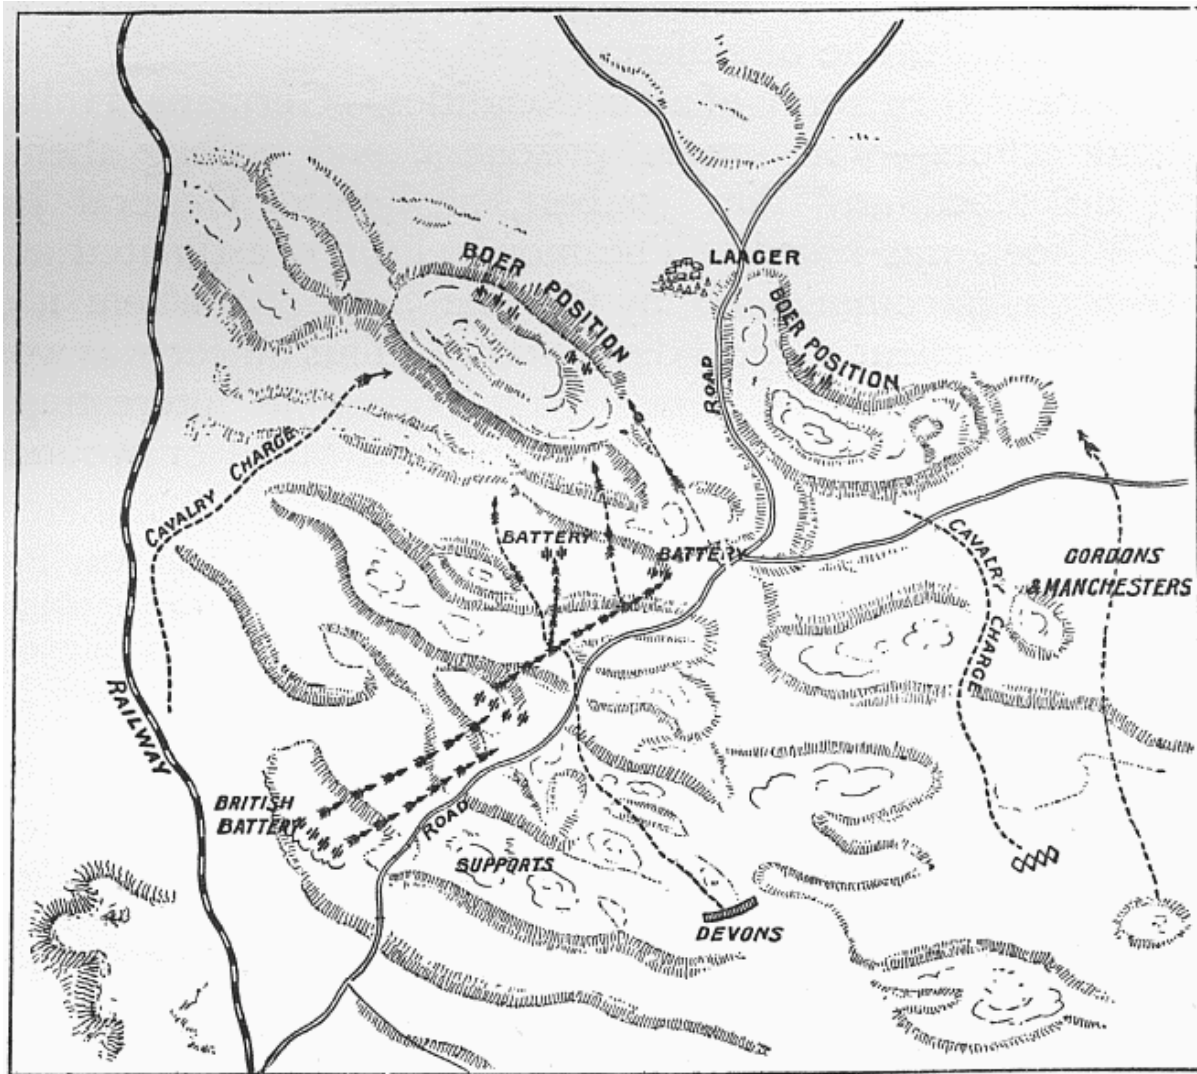 BOER POSITION
LAAGER
BOER POSITION
ROAD
CAVALRY CHARGE
BATTERY
BATTERY
CAVALRY CHARGE
GORDONS
& MANCHESTERS
RAILWAY
BRITISH
BATTERY
ROAD
SUPPORTS
DEVONS